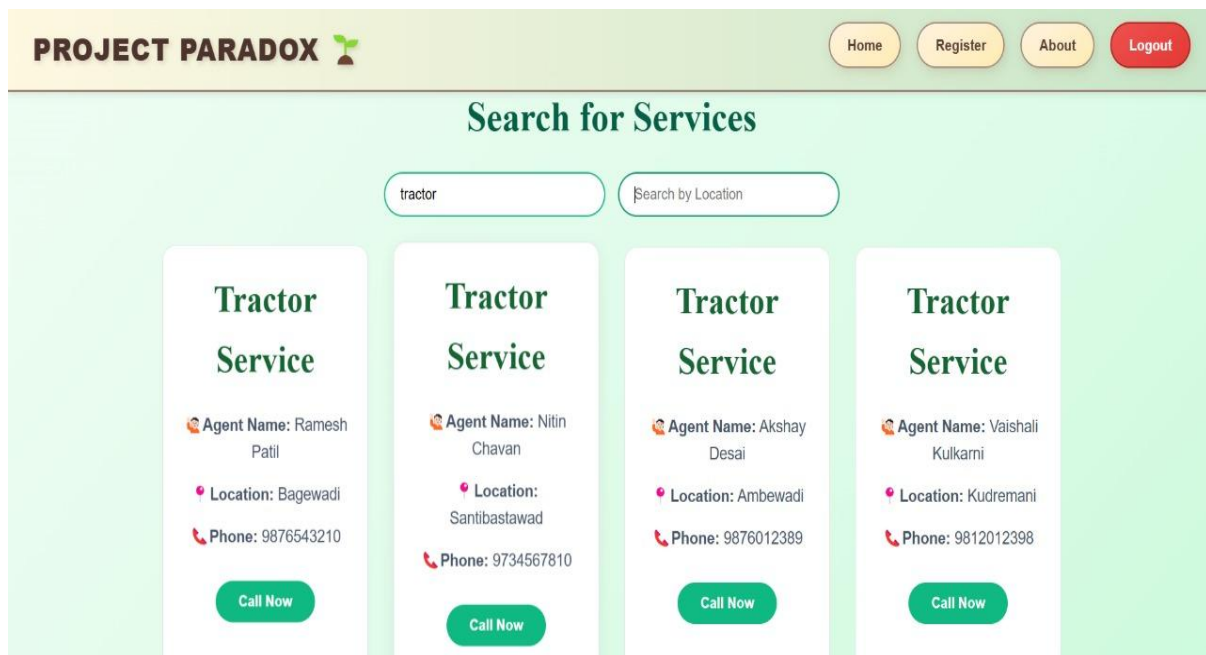 PROJECT PARADOX
Home
Register
About
Logout
Search for Services
tractor
Search by Location
Tractor
Service
Agent Name: Ramesh
Patil
Location: Bagewadi
Phone: 9876543210
Call Now
Tractor
Service
Agent Name: Nitin
Chavan
Location:
Santibastawad
Phone: 9734567810
Call Now
Tractor
Service
Agent Name: Akshay
Desai
Location: Ambewadi
Phone: 9876012389
Call Now
Tractor
Service
Agent Name: Vaishali
Kulkarni
Location: Kudremani
Phone: 9812012398
Call Now